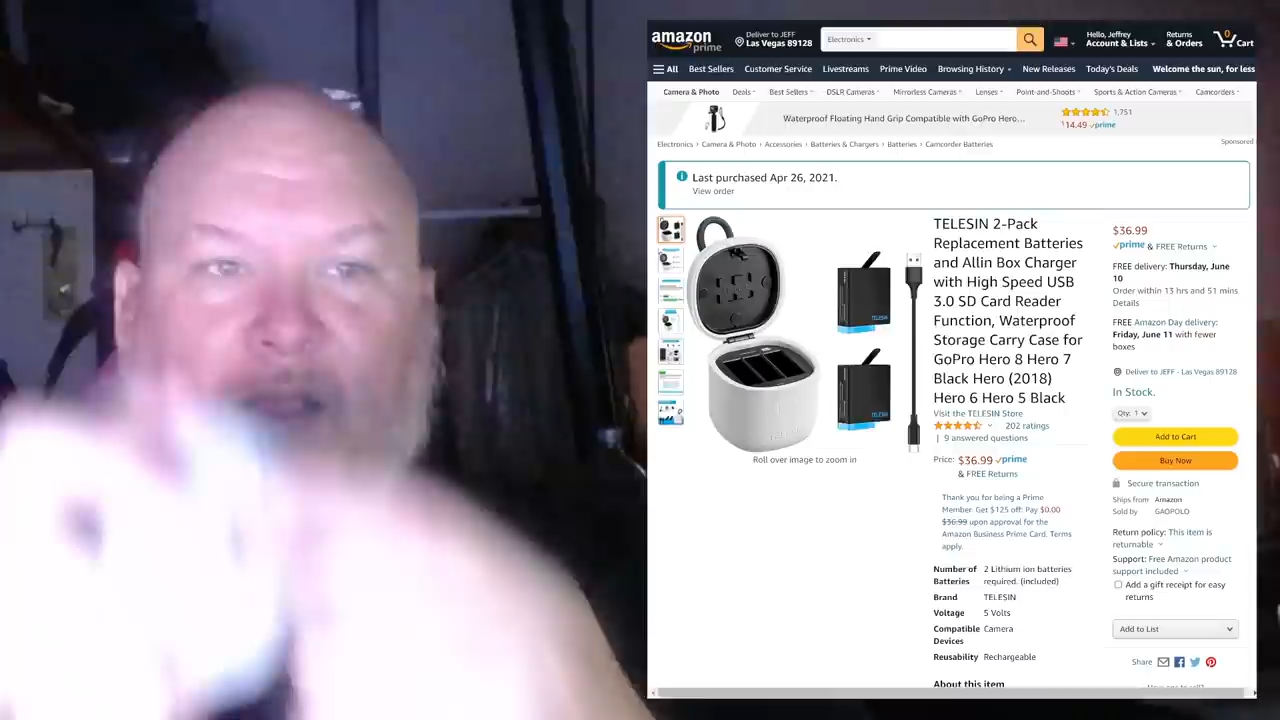 amazon prime
Deliver to JEFF
Las Vegas 89128
Electronics
Hello, Jeffrey
Account & Lists
Returns
& Orders
0
Cart
All Best Sellers Customer Service Livestreams Prime Video Browsing History New Releases Today's Deals Welcome the sun, for less
Camera & Photo Deals Best Sellers DSLR Cameras Mirrorless Cameras Lenses Point-and-Shoots Sports & Action Cameras Camcorders
Waterproof Floating Hand Grip Compatible with GoPro Hero...
1,751
$14.49 prime
Sponsored
Electronics › Camera & Photo › Accessories › Batteries & Chargers › Batteries › Camcorder Batteries
Last purchased Apr 26, 2021.
View order
TELESIN
TELESIN
Roll over image to zoom in
TELESIN 2-Pack
Replacement Batteries
and Allin Box Charger
with High Speed USB
3.0 SD Card Reader
Function, Waterproof
Storage Carry Case for
GoPro Hero 8 Hero 7
Black Hero (2018)
Hero 6 Hero 5 Black
Visit the TELESIN Store
202 ratings
| 9 answered questions
Price: $36.99 prime
& FREE Returns
Thank you for being a Prime
Member. Get $125 off: Pay $0.00
$36.99 upon approval for the
Amazon Business Prime Card. Terms
apply.
Number of Batteries 2 Lithium ion batteries required. (included)
Brand TELESIN
Voltage 5 Volts
Compatible Devices Camera
Reusability Rechargeable
About this item
$36.99
prime & FREE Returns
FREE delivery: Thursday, June
10
Order within 13 hrs and 51 mins
Details
FREE Amazon Day delivery:
Friday, June 11 with fewer
boxes
Deliver to JEFF - Las Vegas 89128
In Stock.
Qty: 1
Add to Cart
Buy Now
Secure transaction
Ships from Amazon
Sold by GAOPOLO
Return policy: This item is
returnable
Support: Free Amazon product
support included
Add a gift receipt for easy
returns
Add to List
Share